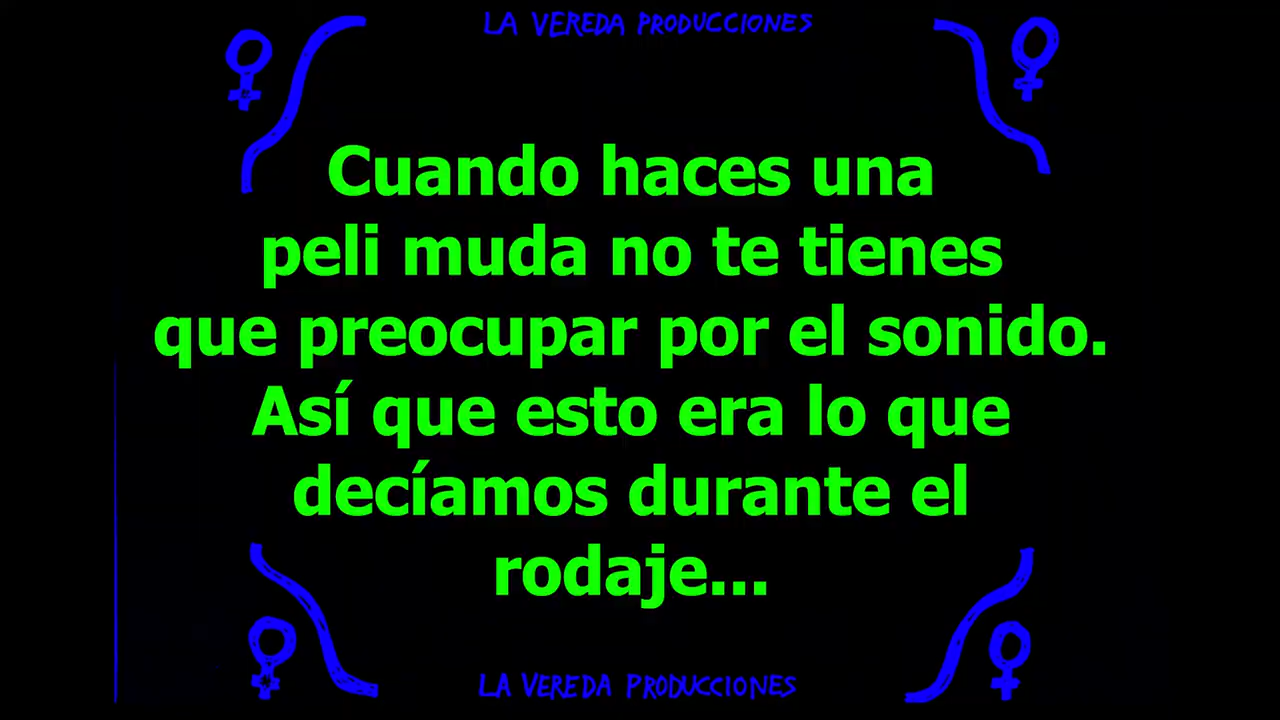 LA VEREDA PRODUCCIONES
Cuando haces una
peli muda no te tienes
que preocupar por el sonido.
Así que esto era lo que
decíamos durante el
rodaje...
LA VEREDA PRODUCCIONES